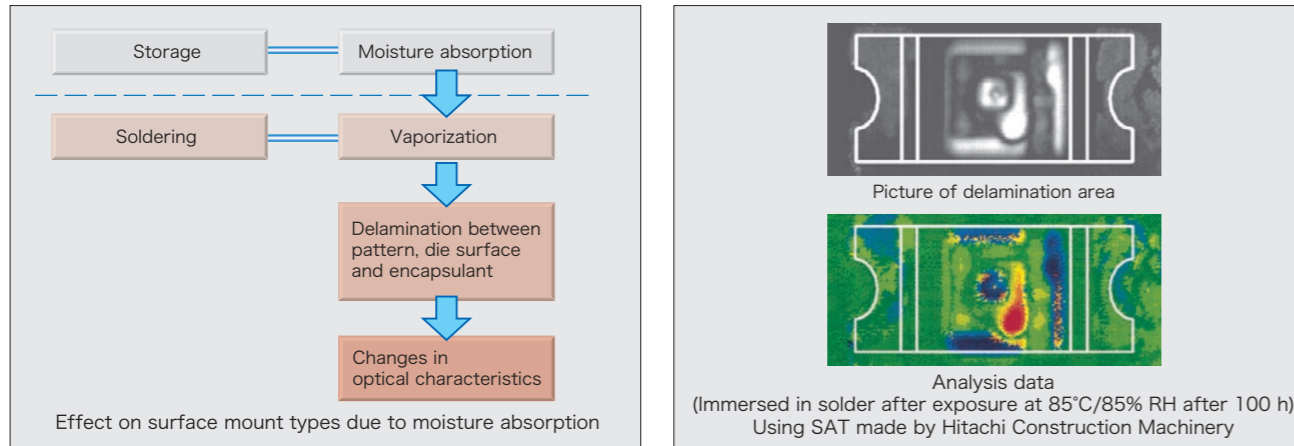 Storage
Moisture absorption
Soldering
Vaporization
Delamination between
pattern, die surface
and encapsulant
Changes in
optical characteristics
Effect on surface mount types due to moisture absorption
Picture of delamination area
Analysis data
(Immersed in solder after exposure at 85°C/85% RH after 100 h)
Using SAT made by Hitachi Construction Machinery